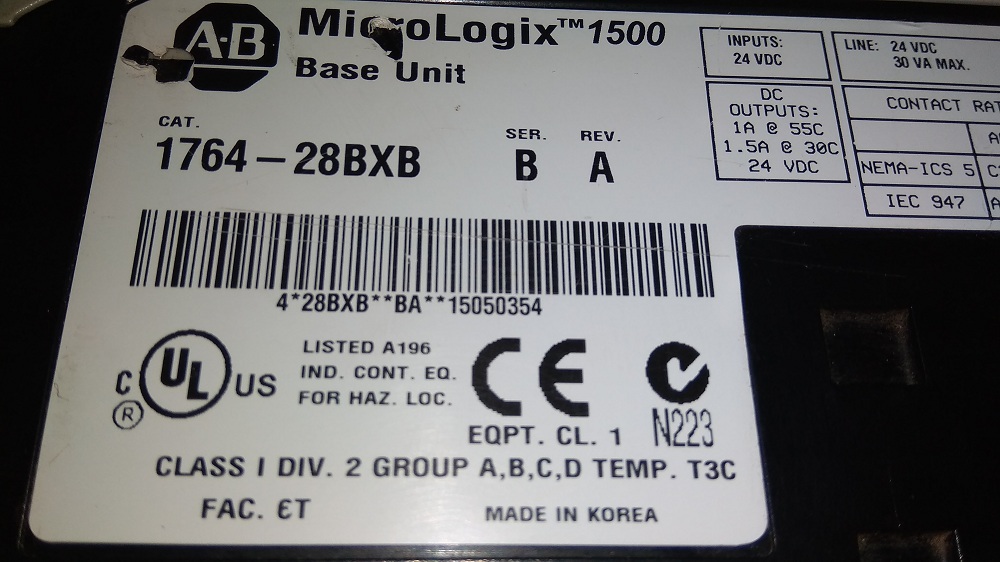 A-B MicroLogix™ 1500
Base Unit
CAT. SER. REV.
1764-28BXB B A
INPUTS:
24 VDC
LINE: 24 VDC
30 VA MAX.
DC
OUTPUTS:
1A @ 55C
1.5A @ 30C
24 VDC
CONTACT
NEMA-ICS 5
IEC 947
4*28BXB**BA**15050354
C UL US
®
LISTED A196
IND. CONT. EQ.
FOR HAZ. LOC.
CE
N223
EQPT. CL. 1
CLASS I DIV. 2 GROUP A,B,C,D TEMP. T3C
FAC. ЄT
MADE IN KOREA